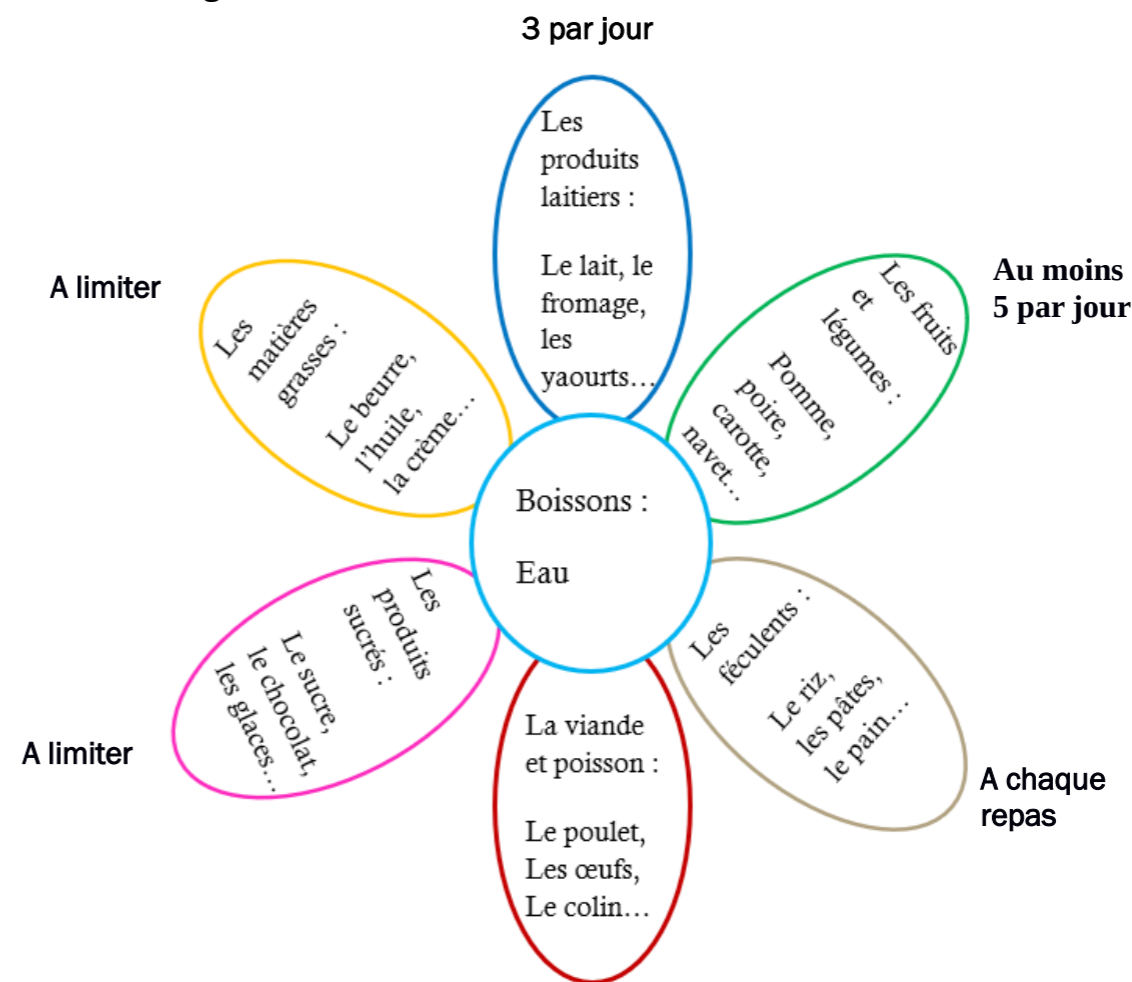 3 par jour
Les
produits
laitiers :
Le lait, le
fromage,
les
yaourts…
A limiter
Les
matières
grasses :
Le beurre,
l'huile,
la crème…
Au moins
5 par jour
Les fruits
et
légumes :
Pomme,
poire,
carotte,
navet…
Boissons :
Eau
Les
produits
sucrés :
Le sucre,
le chocolat,
les glaces…
A limiter
Les
féculents :
Le riz,
les pâtes,
le pain…
A chaque
repas
La viande
et poisson :
Le poulet,
Les œufs,
Le colin…